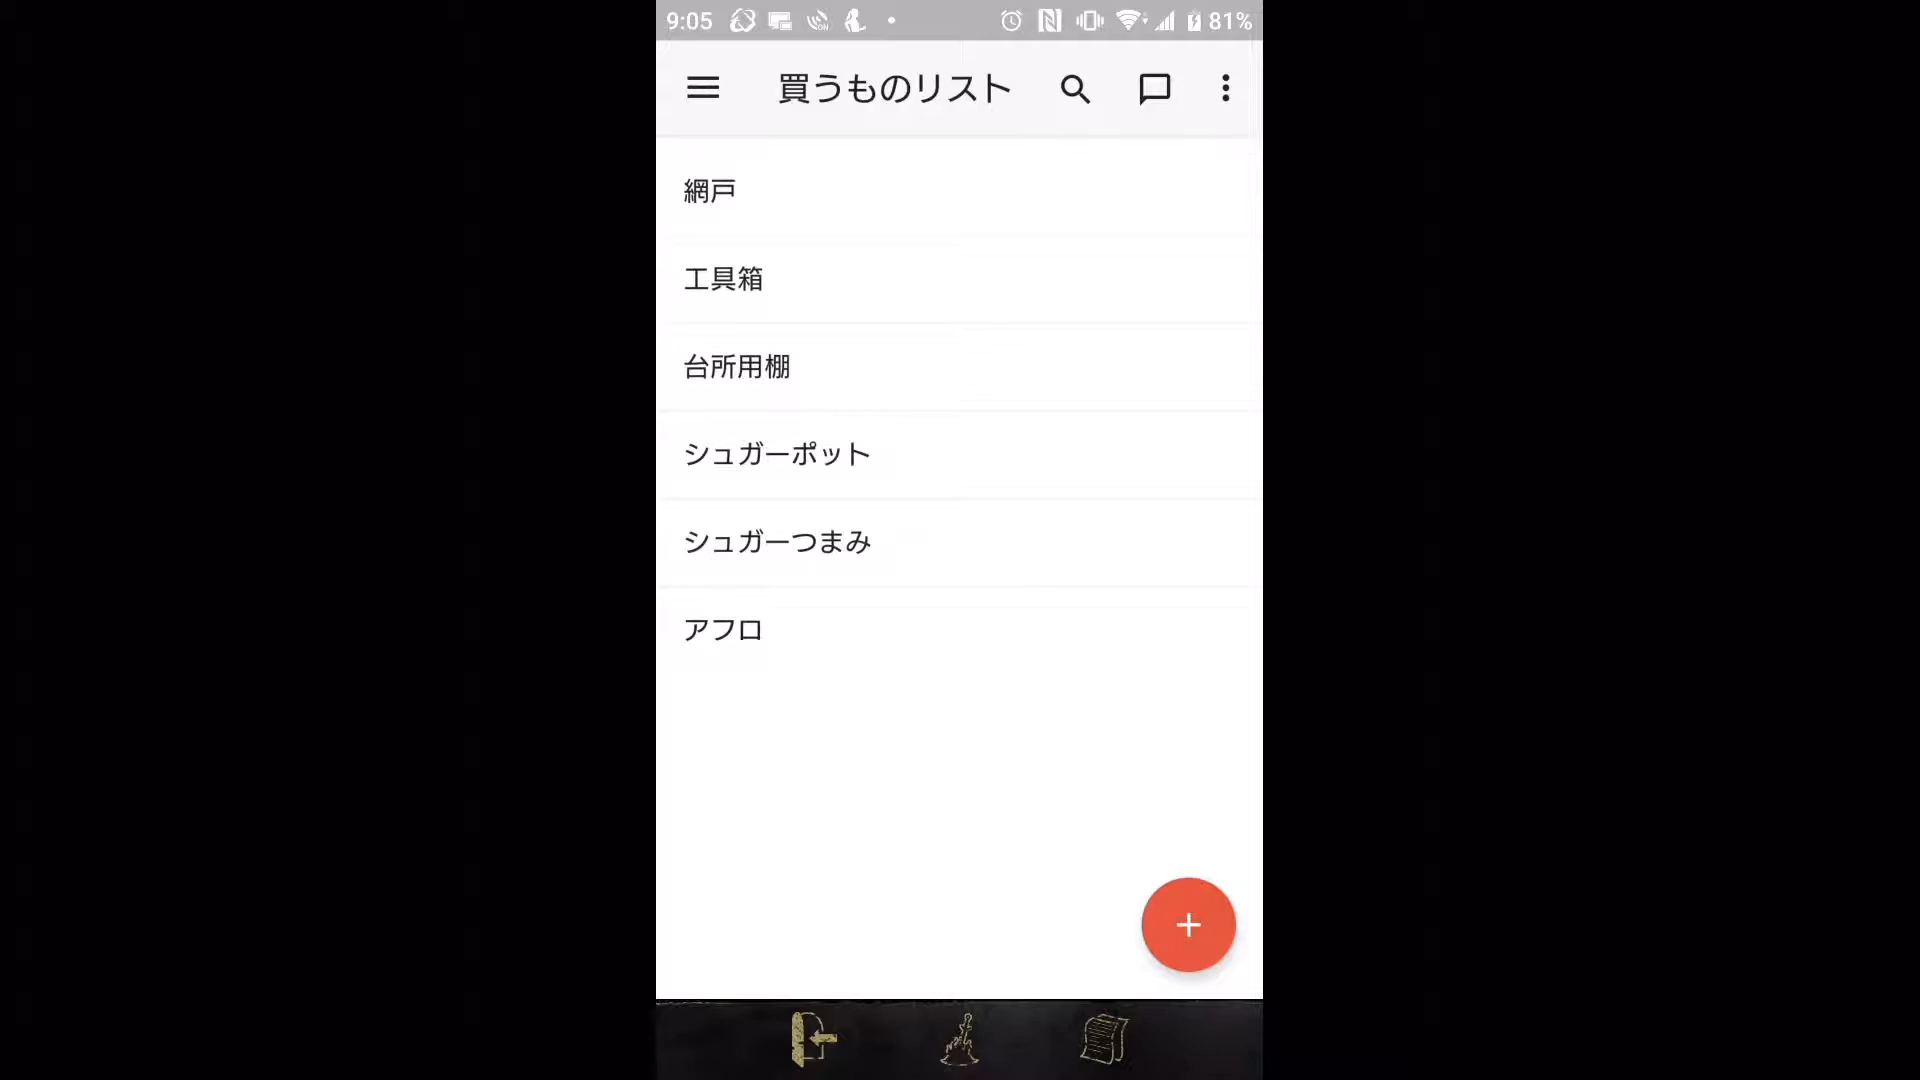 9:05
81%
買うものリスト
網戸
工具箱
台所用棚
シュガーポット
シュガーつまみ
アフロ